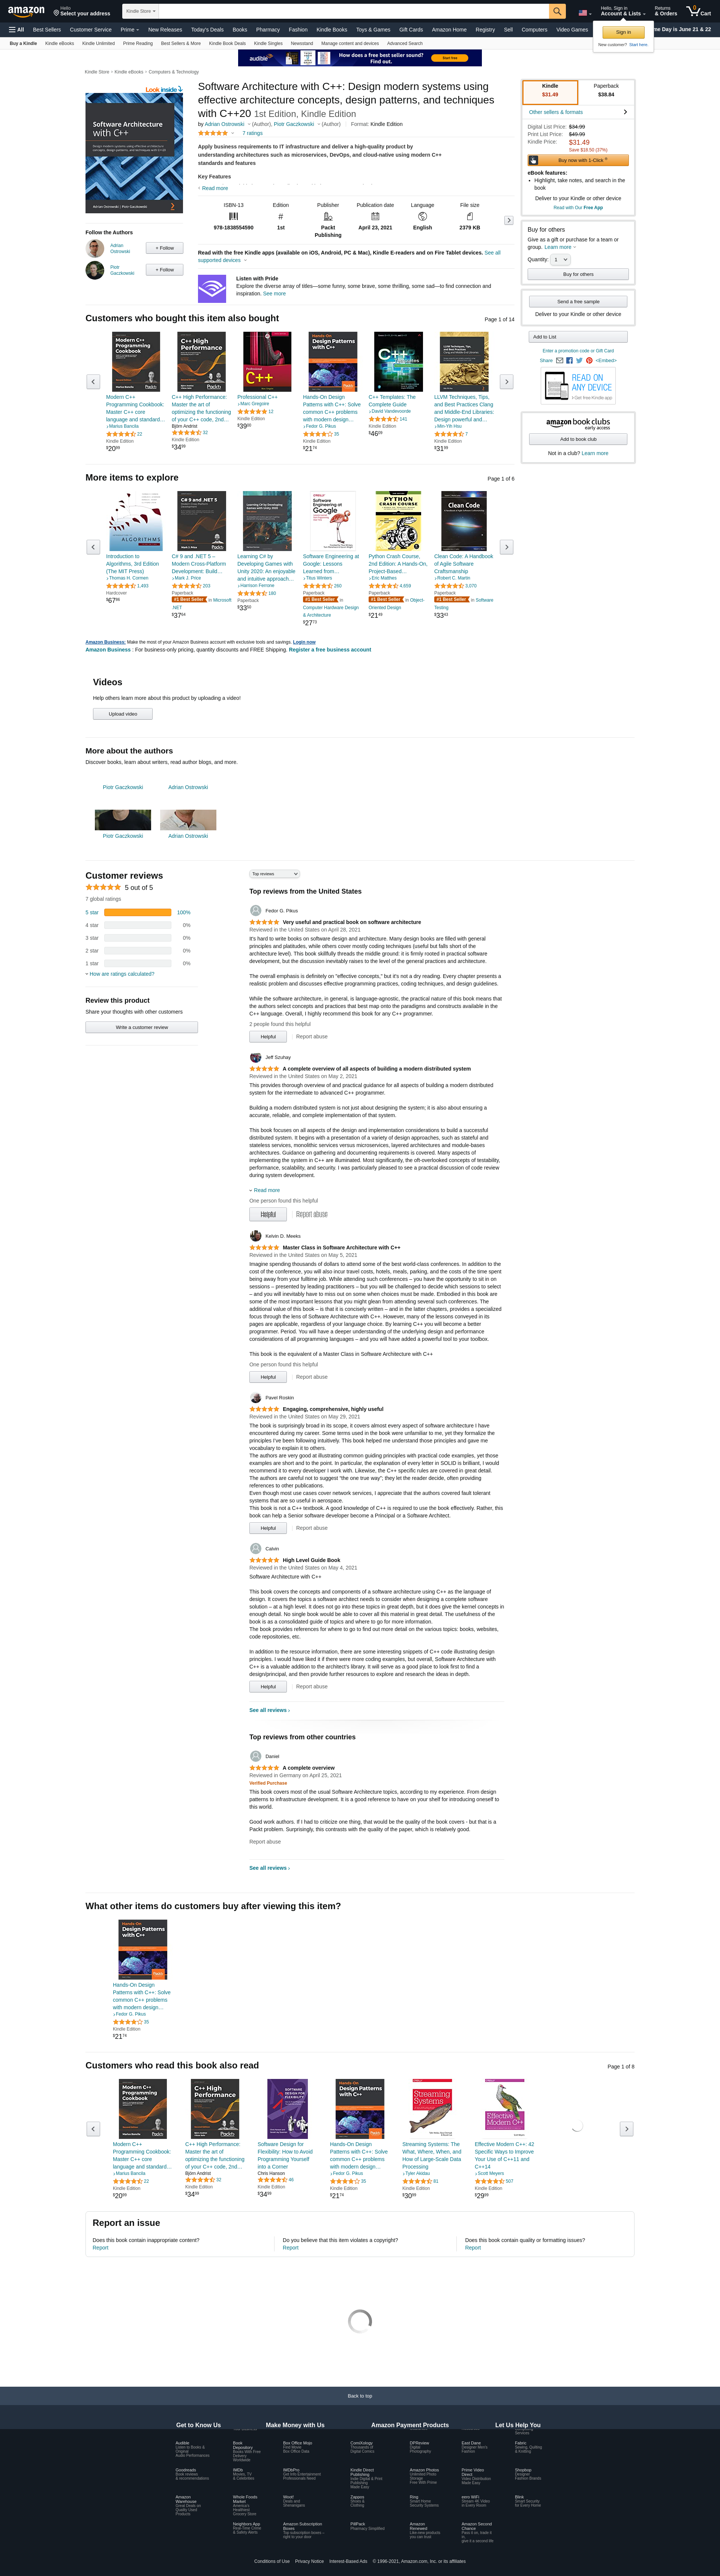 amazon
Hello
Select your address
Kindle Store
Hello, Sign in
Account & Lists
Returns
& Orders
0
Cart
All
Best Sellers
Customer Service
Prime
New Releases
Today's Deals
Books
Pharmacy
Fashion
Kindle Books
Toys & Games
Gift Cards
Amazon Home
Registry
Sell
Computers
Video Games
me Day is June 21 & 22
Sign in
New customer? Start here.
Buy a Kindle
Kindle eBooks
Kindle Unlimited
Prime Reading
Best Sellers & More
Kindle Book Deals
Kindle Singles
Newsstand
Manage content and devices
Advanced Search
audible
How does a free best seller sound?
Find out.
Kindle Store › Kindle eBooks › Computers & Technology
Look inside
Software Architecture
with C++
Adrian Ostrowski | Piotr Gaczkowski
Follow the Authors
Adrian
Ostrowski
+ Follow
Piotr
Gaczkowski
+ Follow
Software Architecture with C++: Design modern systems using
effective architecture concepts, design patterns, and techniques
with C++20 1st Edition, Kindle Edition
by Adrian Ostrowski (Author), Piotr Gaczkowski (Author) Format: Kindle Edition
7 ratings
Apply business requirements to IT infrastructure and deliver a high-quality product by
understanding architectures such as microservices, DevOps, and cloud-native using modern C++
standards and features
Key Features
Read more
ISBN-13
978-1838554590
Edition
#
1st
Publisher
Packt
Publishing
Publication date
April 23, 2021
Language
English
File size
2379 KB
Read with the free Kindle apps (available on iOS, Android, PC & Mac), Kindle E-readers and on Fire Tablet devices. See all
supported devices
Listen with Pride
Explore the diverse array of titles—some funny, some brave, some thrilling, some sad—to find connection and
inspiration. See more
Kindle
$31.49
Paperback
$38.84
Other sellers & formats
Digital List Price: $34.99
Print List Price: $49.99
Kindle Price: $31.49
Save $18.50 (37%)
Buy now with 1-Click ®
eBook features:
Highlight, take notes, and search in the
book
Deliver to your Kindle or other device
Read with Our Free App
Buy for others
Give as a gift or purchase for a team or
group. Learn more
Quantity: 1
Buy for others
Send a free sample
Deliver to your Kindle or other device
Add to List
Enter a promotion code or Gift Card
Share
<Embed>
READ ON
ANY DEVICE
Get free Kindle app
amazon book clubs
early access
Add to book club
Not in a club? Learn more
Customers who bought this item also bought
Page 1 of 14
Modern C++
Programming Cookbook:
Master C++ core
language and standard…
Marius Bancila
22
Kindle Edition
$20.99
C++ High Performance:
Master the art of
optimizing the functioning
of your C++ code, 2nd…
Björn Andrist
32
Kindle Edition
$34.99
Professional C++
Marc Gregoire
12
Kindle Edition
$39.00
Hands-On Design
Patterns with C++: Solve
common C++ problems
with modern design…
Fedor G. Pikus
35
Kindle Edition
$21.74
C++ Templates: The
Complete Guide
David Vandevoorde
141
Kindle Edition
LLVM Techniques, Tips,
and Best Practices Clang
and Middle-End Libraries:
Design powerful and…
Min-Yih Hsu
7
Kindle Edition
More items to explore
Page 1 of 6
Introduction to
Algorithms, 3rd Edition
(The MIT Press)
Thomas H. Cormen
1,493
Hardcover
C# 9 and .NET 5 –
Modern Cross-Platform
Development: Build…
Mark J. Price
203
Paperback
#1 Best Seller in Microsoft
.NET
Learning C# by
Developing Games with
Unity 2020: An enjoyable
and intuitive approach…
Harrison Ferrone
180
Paperback
Software Engineering at
Google: Lessons
Learned from…
Titus Winters
260
Paperback
#1 Best Seller in
Computer Hardware Design
& Architecture
Python Crash Course,
2nd Edition: A Hands-On,
Project-Based…
Eric Matthes
4,659
Paperback
#1 Best Seller in Object-
Oriented Design
Clean Code: A Handbook
of Agile Software
Craftsmanship
Robert C. Martin
3,070
Paperback
#1 Best Seller in Software
Testing
Amazon Business: Make the most of your Amazon Business account with exclusive tools and savings. Login now
Amazon Business : For business-only pricing, quantity discounts and FREE Shipping. Register a free business account
Videos
Help others learn more about this product by uploading a video!
Upload video
More about the authors
Discover books, learn about writers, read author blogs, and more.
Piotr Gaczkowski
Adrian Ostrowski
Piotr Gaczkowski
Adrian Ostrowski
Customer reviews
5 out of 5
7 global ratings
5 star 100%
4 star 0%
3 star 0%
2 star 0%
1 star 0%
How are ratings calculated?
Review this product
Share your thoughts with other customers
Write a customer review
Top reviews
Top reviews from the United States
Fedor G. Pikus
Very useful and practical book on software architecture
Reviewed in the United States on April 28, 2021
It's hard to write books on software design and architecture. Many design books are filled with general
principles and platitudes, while others cover mostly coding and techniques (which are useful but falls short of the
architecture level). This book skillfully threads the middle ground: it is firmly rooted in practical software
development, but the discussion inevitably raises to the level of the general practices and architecture.
The overall emphasis is definitely on "effective concepts," but it's not a dry reading. Every chapter presents a
realistic problem and discusses effective programming practices, coding techniques, and design guidelines.
While the software architecture, in general, is language-agnostic, the practical nature of this book means that
the authors select concepts and practices that best map onto the paradigms and constructs available in the
C++ language. Overall, I highly recommend this book for any C++ programmer.
2 people found this helpful
Helpful
Report abuse
Jeff Szuhay
A complete overview of all aspects of building a modern distributed system
Reviewed in the United States on May 2, 2021
This provides thorough overview of and practical guidance for all aspects of building a modern distributed
system for the intermediate to advanced C++ programmer.
Building a modern distributed system is not just about designing the system; it is also about ensuring a
accurate, reliable, and complete implementation of that system.
This book focuses on all aspects of the design and implementation considerations to build a successful modern
distributed system. It begins with a presentation of a variety of design approaches, such as stateful and
stateless services, monolithic services versus microservices, layered architectures, and module-based
architectures. Guidance on gathering and documenting requirements is covered. Many aspects of
implementing the system in C++ are illuminated. Most significantly, the oft-overlooked details of complete
system implementation are covered: building and packaging, testability, continuous integration, security,
performance, scalability, and security. I was particularly pleased to see a practical discussion of code review
during system development.
Read more
One person found this helpful
Helpful
Report abuse
Kelvin D. Meeks
Master Class in Software Architecture with C++
Reviewed in the United States on May 5, 2021
Imagine spending thousands of dollars to attend some of the best world-class conferences. In addition to the
cost of the conference, you will also incur travel costs, hotels, meals, parking, and the added stress of the time spent
being away from your fulltime work. While attending such conferences – you have the opportunity to sit in on
sessions – presented by leading practitioners – but you will be challenged to decide which sessions to select
– and you will inevitably have to miss out on some when choices must be made. Embodied in this book are
some of the most important lessons that you might glean from attending several such conferences. The
additional value of this book – is that it focuses not only on concepts – but also dives deep into a specialized
focus through the lens of Software Architecture with C++. However, many of the concepts contained in its
pages are applicable, regardless of your language choice. By learning C++ you will become a better
programmer. Period. You will have a deeper understanding of the underlying design and performance
considerations of all programming languages – and you will have added a powerful tool to your toolbox.
This book is the equivalent of a Master Class in Software Architecture with C++
One person found this helpful
Helpful
Report abuse
Pavel Roskin
Engaging, comprehensive, highly useful
Reviewed in the United States on May 29, 2021
The book is surprisingly broad in its scope, it covers almost every aspect of software architecture I have
encountered during my career. Some terms used in the book were unfamiliar to me, yet they formalize the
principles I've been following intuitively. This book helped me understand those principles and gave me
vocabulary to explain them to others.
The authors are very good at illustrating common guiding principles with practical code examples, yet those
examples don't stand in the way. For example, the explanation of every letter in SOLID is brilliant, and I would
recommend it to every team I work with. Likewise, the C++ specific rules of three, five and zero.
The authors are careful not to suggest "the one true way"; they let the reader decide, providing references to
other resources and mentioning other points of view.
Even though most use cases cover network services, I appreciate that the authors covered fault tolerant
systems that are so useful in aerospace.
This book is not a C++ textbook. A good knowledge of C++ is required to use the book effectively. Rather, this
book can help a Senior software developer become a Principal or a Software Architect.
Helpful
Report abuse
Calvin
High Level Guide Book
Reviewed in the United States on May 4, 2021
Software Architecture with C++
This book covers the concepts and components of a software architecture using C++ as the language of
design. It covers the various topics and considerations needed when designing a complete software
solution – at a high level. It does not go into these topics in great depth, but it does give the kernel concepts in
great detail. No single book would be able to cover all this material in great depth. The usefulness of this book
is as a consolidated guide of topics and where to go for more information.
The book provides references for where to go to find out more detail on the various topics: books, websites,
code repositories, etc.
In addition to the resource information, there are some interesting snippets of C++ code illustrating salient
principles. I would have liked it if there were more coding examples, but overall, Software Architecture with
C++ is a valuable addition to the architect's library. It will serve as a good place to look first to find a
design/principal, and then provide further resources to explore and research the ideas in depth.
Helpful
Report abuse
See all reviews ›
Top reviews from other countries
Daniel
A complete overview
Reviewed in Germany on April 25, 2021
Verified Purchase
This book covers most of the usual Software Architecture topics, according to my experience. From design
patterns to infrastructure development. It is a good reference to have on your shelf for introducing oneself to
this world.
Good work authors. If I had to criticize one thing, that would be the quality of the book covers - but that is a
Packt problem. Surprisingly, this contrasts with the quality of the paper, which is relatively good.
Report abuse
See all reviews ›
What other items do customers buy after viewing this item?
Hands-On Design
Patterns with C++: Solve
common C++ problems
with modern design…
Fedor G. Pikus
35
Kindle Edition
$21.74
Customers who read this book also read
Page 1 of 8
Modern C++
Programming Cookbook:
Master C++ core
language and standard…
Marius Bancila
22
Kindle Edition
$20.99
C++ High Performance:
Master the art of
optimizing the functioning
of your C++ code, 2nd…
Björn Andrist
32
Kindle Edition
$34.99
Software Design for
Flexibility: How to Avoid
Programming Yourself
into a Corner
Chris Hanson
46
Kindle Edition
$34.99
Hands-On Design
Patterns with C++: Solve
common C++ problems
with modern design…
Fedor G. Pikus
35
Kindle Edition
$21.74
Streaming Systems: The
What, Where, When, and
How of Large-Scale Data
Processing
Tyler Akidau
81
Kindle Edition
Effective Modern C++: 42
Specific Ways to Improve
Your Use of C++11 and
C++14
Scott Meyers
507
Kindle Edition
Report an issue
Does this book contain inappropriate content?
Report
Do you believe that this item violates a copyright?
Report
Does this book contain quality or formatting issues?
Report
Back to top
Get to Know Us
Make Money with Us
Amazon Payment Products
Let Us Help You
Conditions of Use
Privacy Notice
Interest-Based Ads
© 1996-2021, Amazon.com, Inc. or its affiliates